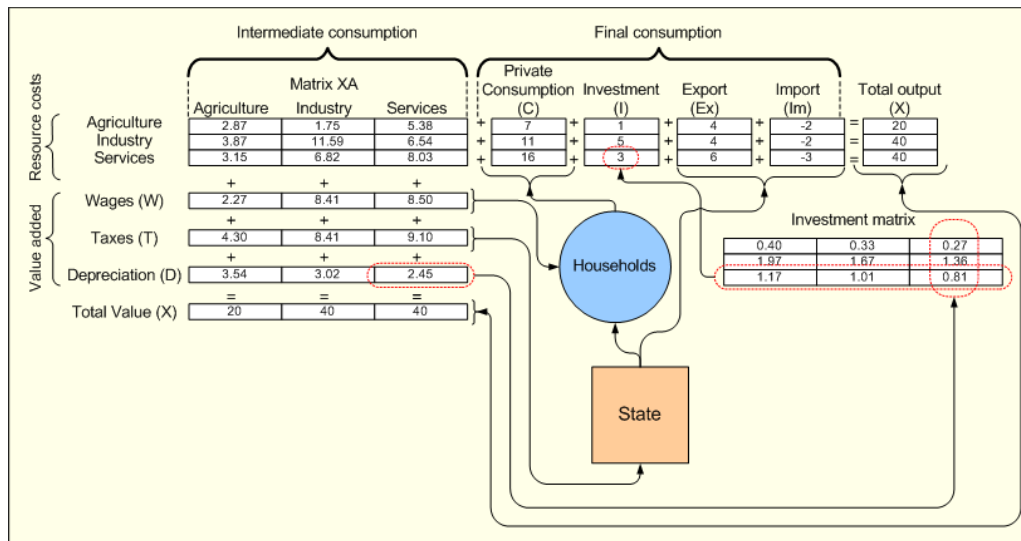 Intermediate consumption Final consumption
Matrix XA Private Consumption (C) Investment (I) Export (Ex) Import (Im) Total output (X)
Agriculture Industry Services
Resource costs
Agriculture 2.87 1.75 5.38 + 7 + 1 + 4 + -2 = 20
Industry 3.87 11.59 6.54 + 11 + 5 + 4 + -2 = 40
Services 3.15 6.82 8.03 + 16 + 3 + 6 + -3 = 40
+ + +
Value added
Wages (W) 2.27 8.41 8.50
+ + +
Taxes (T) 4.30 8.41 9.10
+ + +
Depreciation (D) 3.54 3.02 2.45
= = =
Total Value (X) 20 40 40
Investment matrix
0.40 0.33 0.27
1.97 1.67 1.36
1.17 1.01 0.81
Households
State